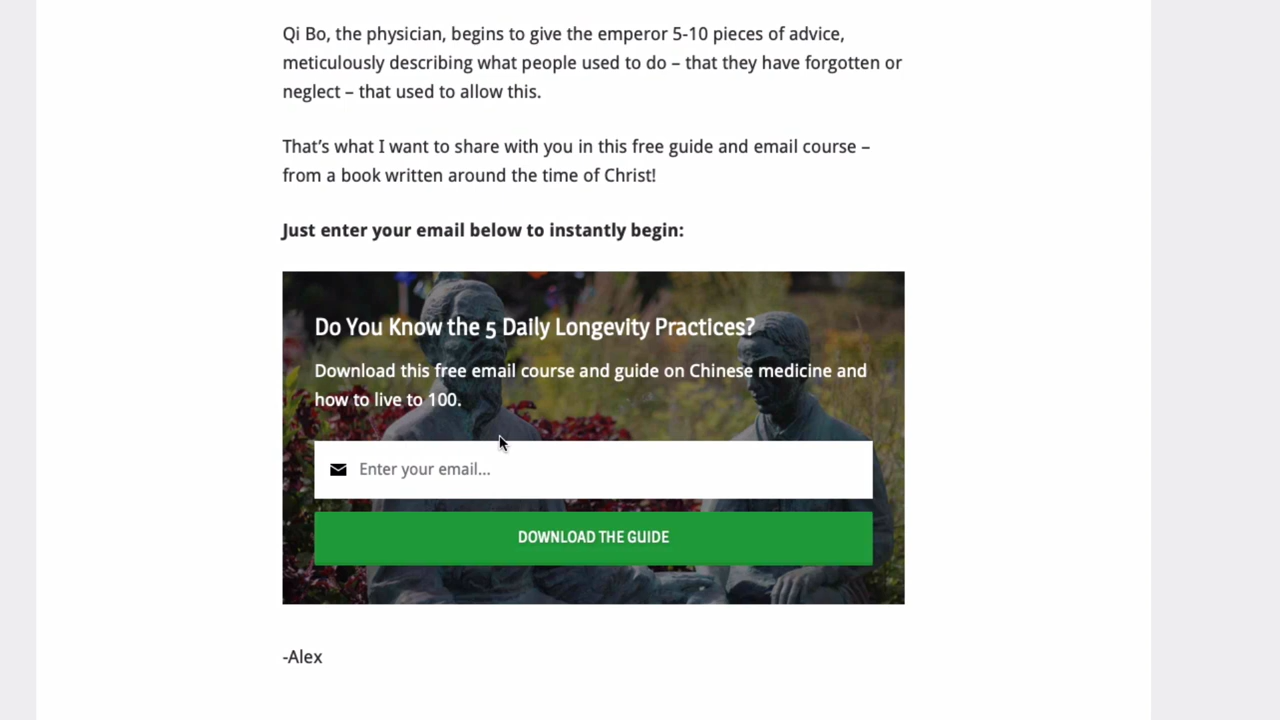 Qi Bo, the physician, begins to give the emperor 5-10 pieces of advice,
meticulously describing what people used to do – that they have forgotten or
neglect – that used to allow this.
That’s what I want to share with you in this free guide and email course –
from a book written around the time of Christ!
Just enter your email below to instantly begin:
Do You Know the 5 Daily Longevity Practices?
Download this free email course and guide on Chinese medicine and
how to live to 100.
Enter your email...
DOWNLOAD THE GUIDE
-Alex